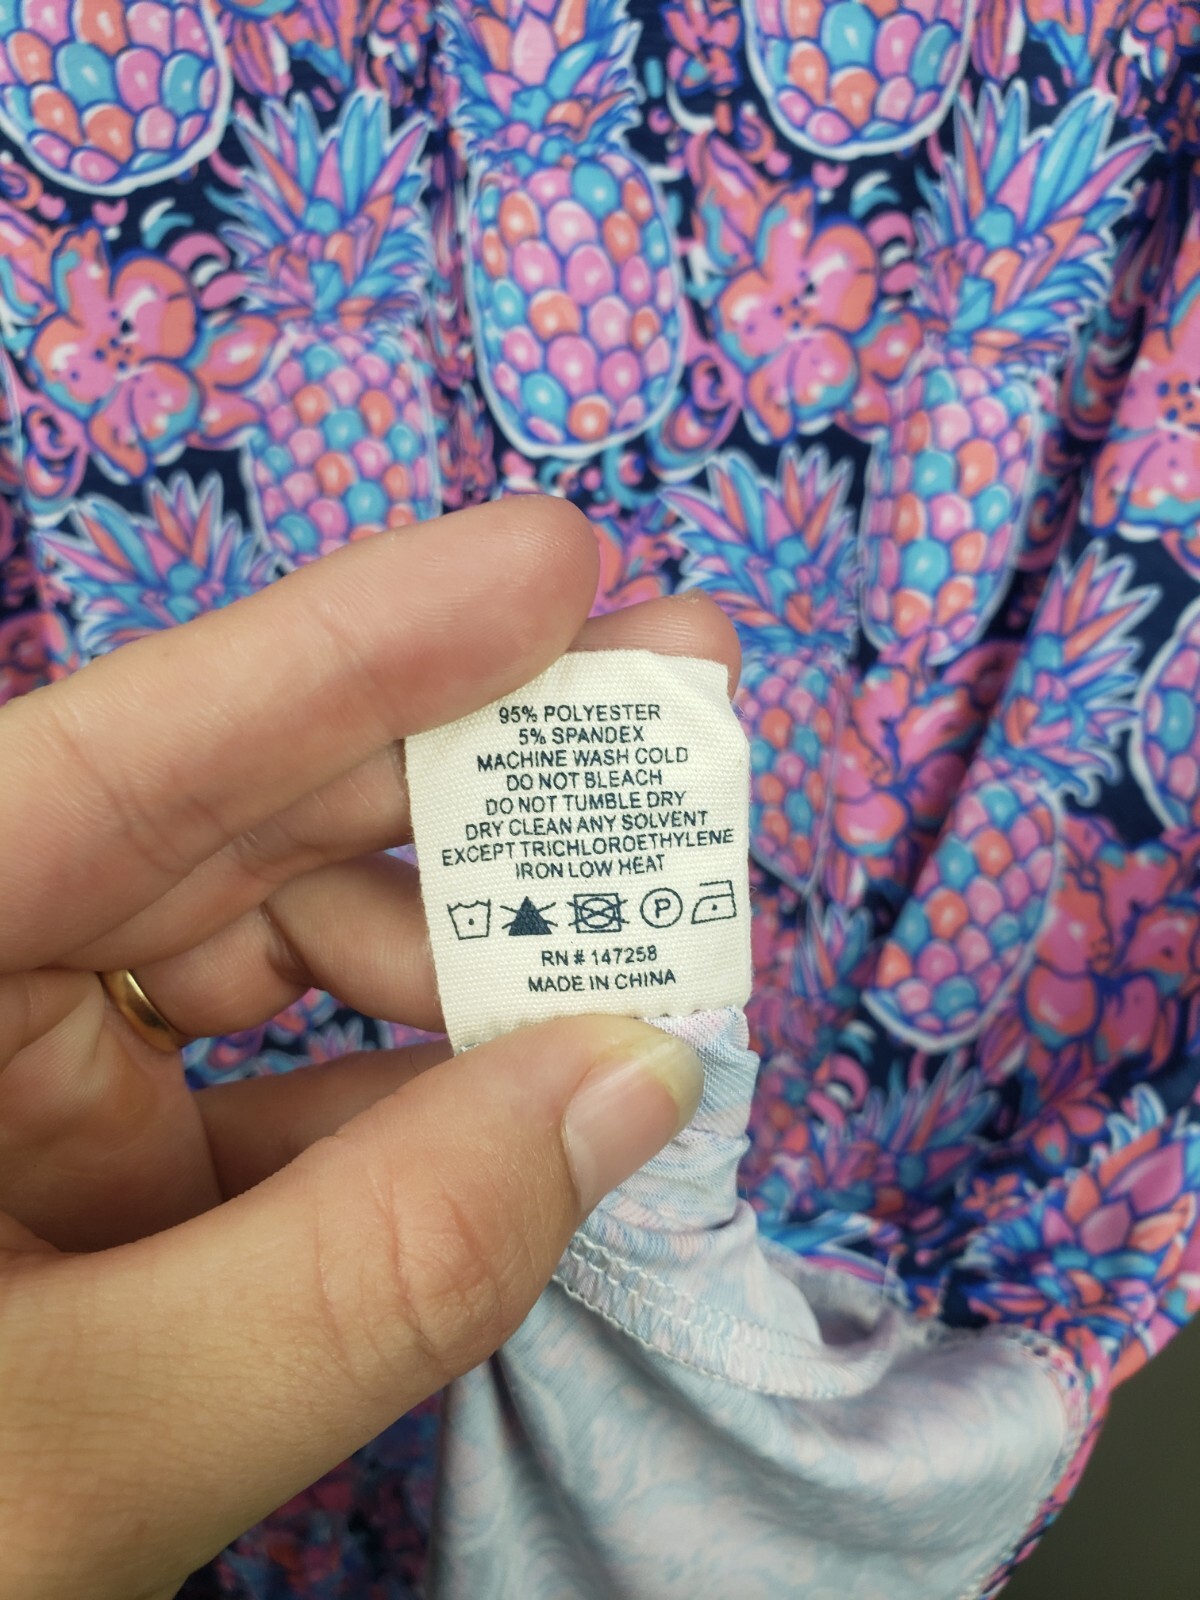 95% POLYESTER
5% SPANDEX
MACHINE WASH COLD
DO NOT BLEACH
DO NOT TUMBLE DRY
DRY CLEAN ANY SOLVENT
EXCEPT TRICHLOROETHYLENE
IRON LOW HEAT
P
RN # 147258
MADE IN CHINA